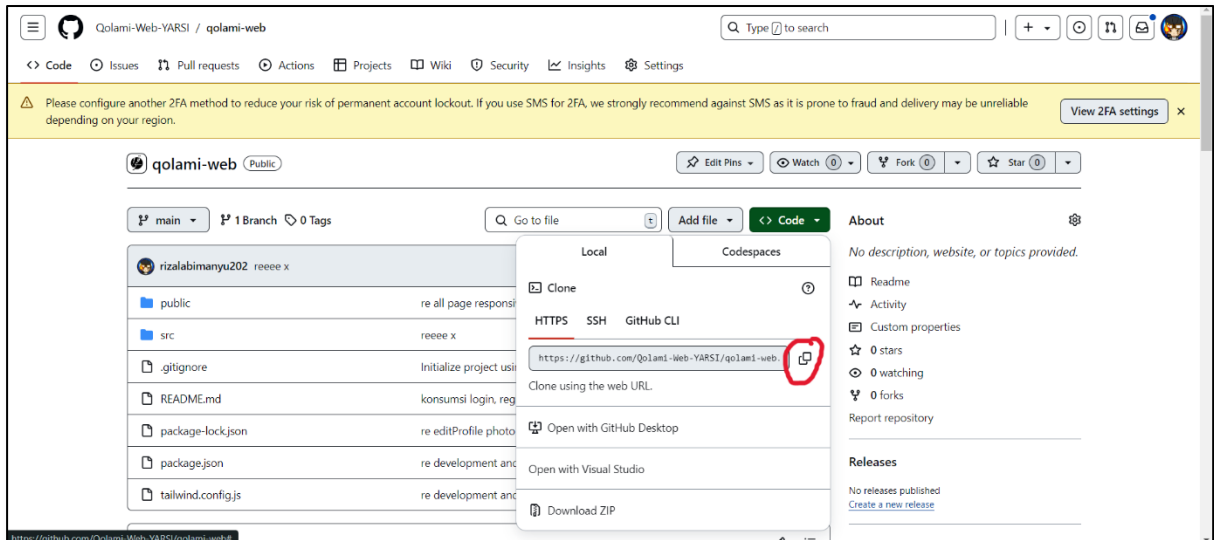 Qolami-Web-YARSI / qolami-web
Type / to search
<> Code
Issues
Pull requests
Actions
Projects
Wiki
Security
Insights
Settings
Please configure another 2FA method to reduce your risk of permanent account lockout. If you use SMS for 2FA, we strongly recommend against SMS as it is prone to fraud and delivery may be unreliable
depending on your region.
View 2FA settings
qolami-web Public
Edit Pins
Watch 0
Fork 0
Star 0
main
1 Branch
0 Tags
Go to file
t
Add file
<> Code
About
No description, website, or topics provided.
Local
Codespaces
rizalabimanyu202 reeee x
Clone
Readme
public
re all page responsi
Activity
HTTPS
SSH
GitHub CLI
Custom properties
src
reeee x
0 stars
https://github.com/Qolami-Web-YARSI/qolami-web.
.gitignore
Initialize project usi
0 watching
Clone using the web URL.
0 forks
README.md
konsumsi login, reg
Report repository
package-lock.json
re editProfile photo
Open with GitHub Desktop
package.json
re development and
Open with Visual Studio
Releases
No releases published
tailwind.config.js
re development and
Create a new release
Download ZIP
https://github.com/Qolami-Web-YARSI/qolami-web#